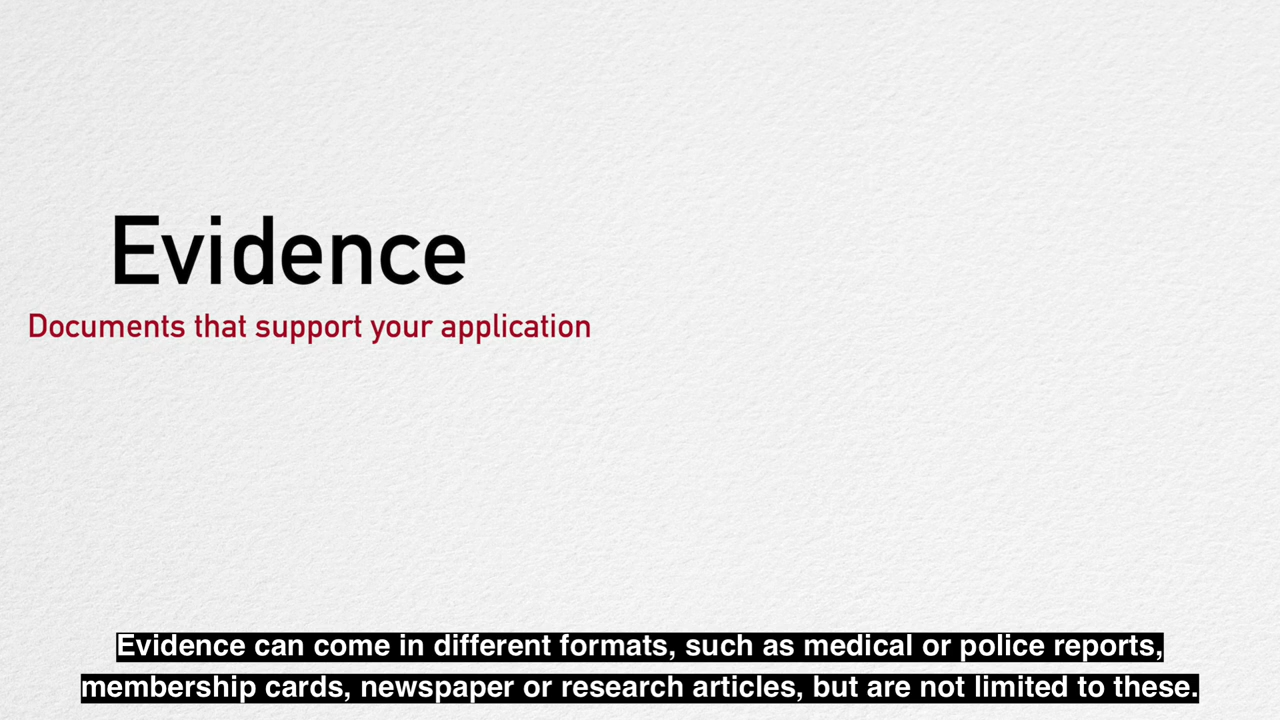 Evidence
Documents that support your application
Evidence can come in different formats, such as medical or police reports,
membership cards, newspaper or research articles, but are not limited to these.